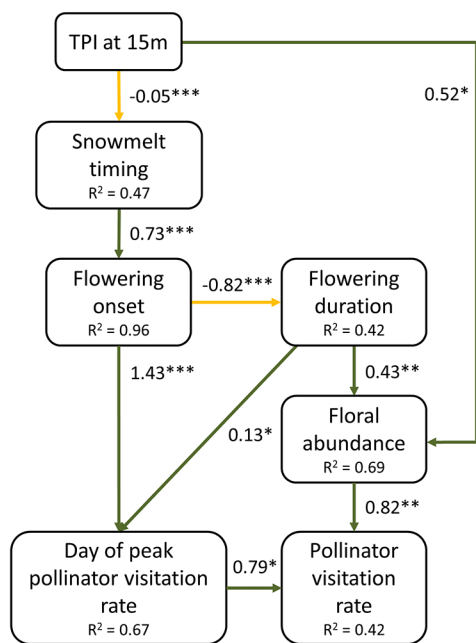 TPI at 15m
-0.05***
0.52*
Snowmelt
timing
R² = 0.47
0.73***
Flowering
onset
R² = 0.96
-0.82***
Flowering
duration
R² = 0.42
1.43***
0.43**
0.13*
Floral
abundance
R² = 0.69
0.82**
Day of peak
pollinator visitation
rate
R² = 0.67
0.79*
Pollinator
visitation
rate
R² = 0.42